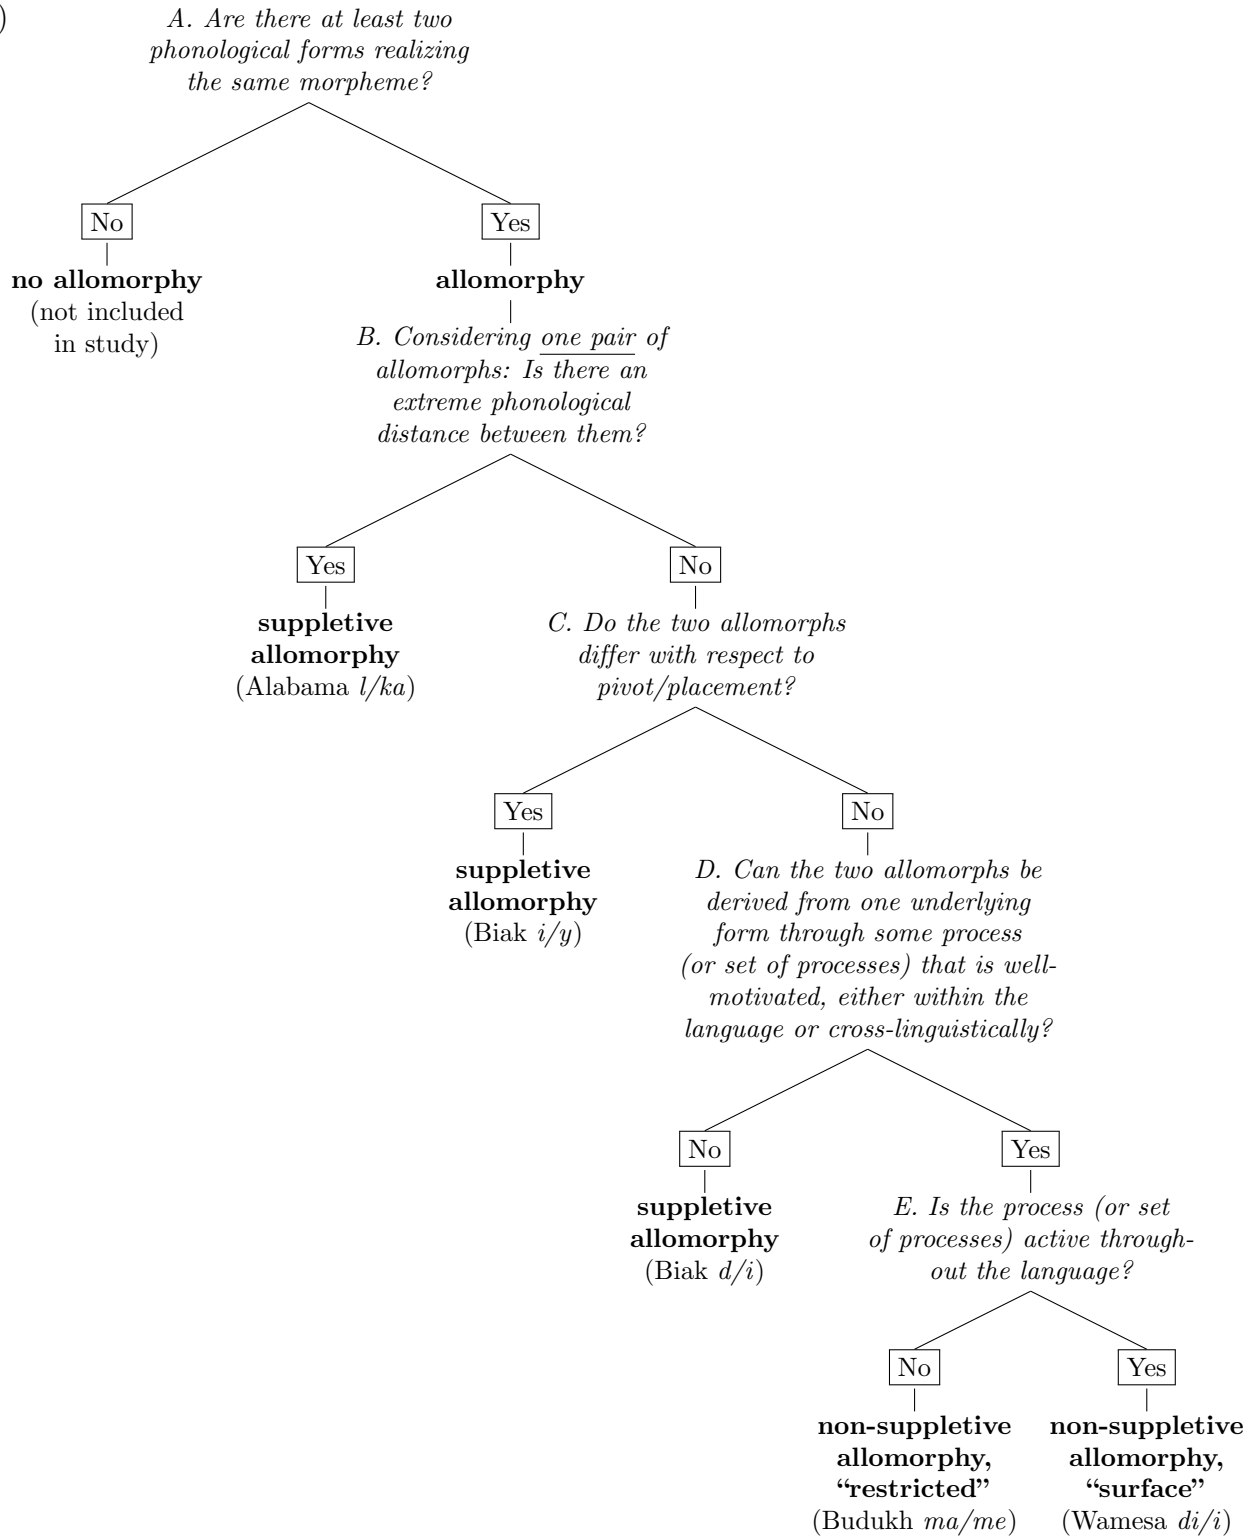 )
A. Are there at least two
phonological forms realizing
the same morpheme?
No
Yes
no allomorphy
(not included
in study)
allomorphy
B. Considering one pair of
allomorphs: Is there an
extreme phonological
distance between them?
Yes
No
suppletive
allomorphy
(Alabama l/ka)
C. Do the two allomorphs
differ with respect to
pivot/placement?
Yes
No
suppletive
allomorphy
(Biak i/y)
D. Can the two allomorphs be
derived from one underlying
form through some process
(or set of processes) that is well-
motivated, either within the
language or cross-linguistically?
No
Yes
suppletive
allomorphy
(Biak d/i)
E. Is the process (or set
of processes) active through-
out the language?
No
Yes
non-suppletive
allomorphy,
“restricted”
(Budukh ma/me)
non-suppletive
allomorphy,
“surface”
(Wamesa di/i)